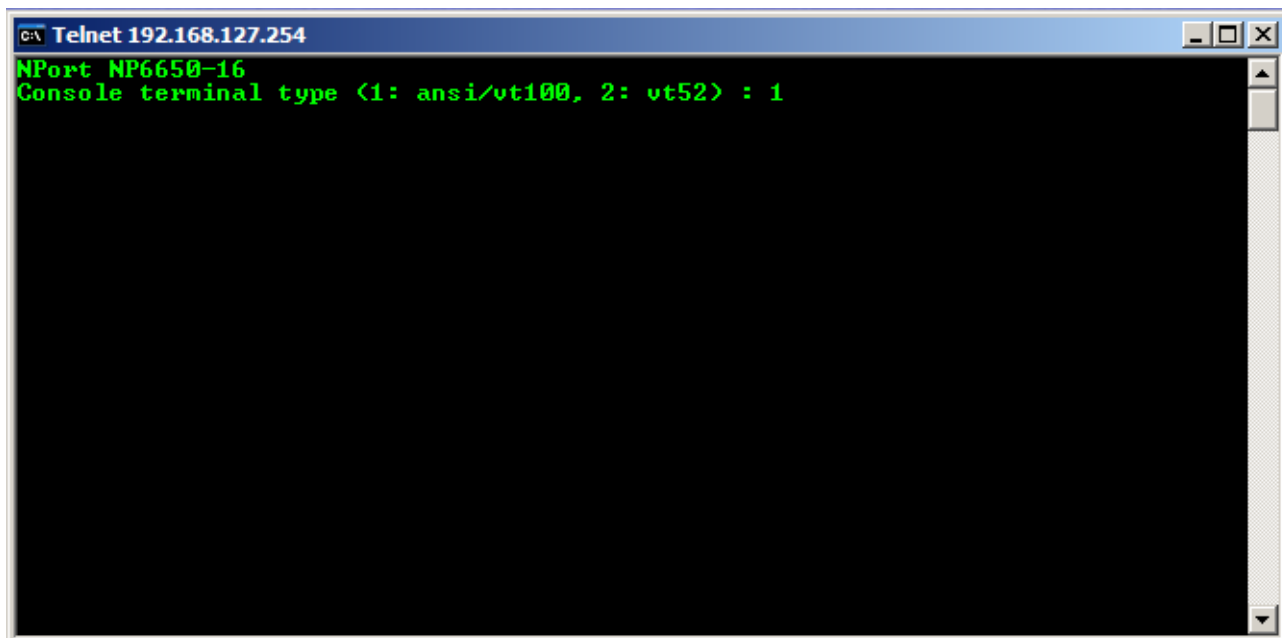 Telnet 192.168.127.254
NPort NP6650-16
Console terminal type (1: ansi/vt100, 2: vt52) : 1